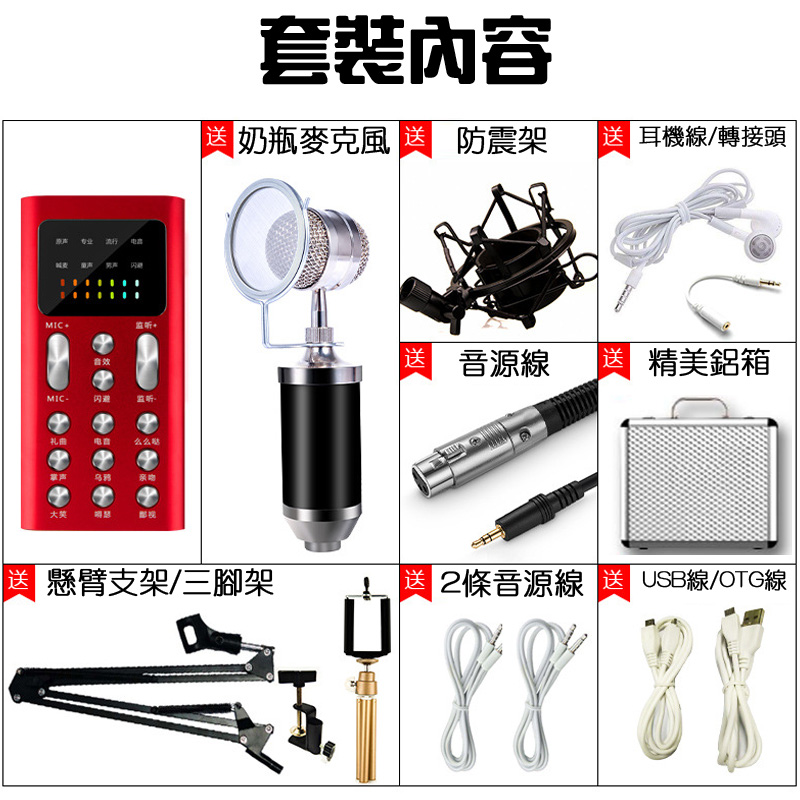 套裝內容
送 奶瓶麥克風
送 防震架
送 耳機線/轉接頭
原声 专业 流行 电音
喊麦 童声 男声 闪避
MIC+ 监听+
音效
MIC- 闪避 监听-
礼曲 电音 么么哒
掌声 乌鸦 亲吻
大笑 嘚瑟 鄙视
送 音源線
送 精美鋁箱
送 懸臂支架/三腳架
送 2條音源線
送 USB線/OTG線